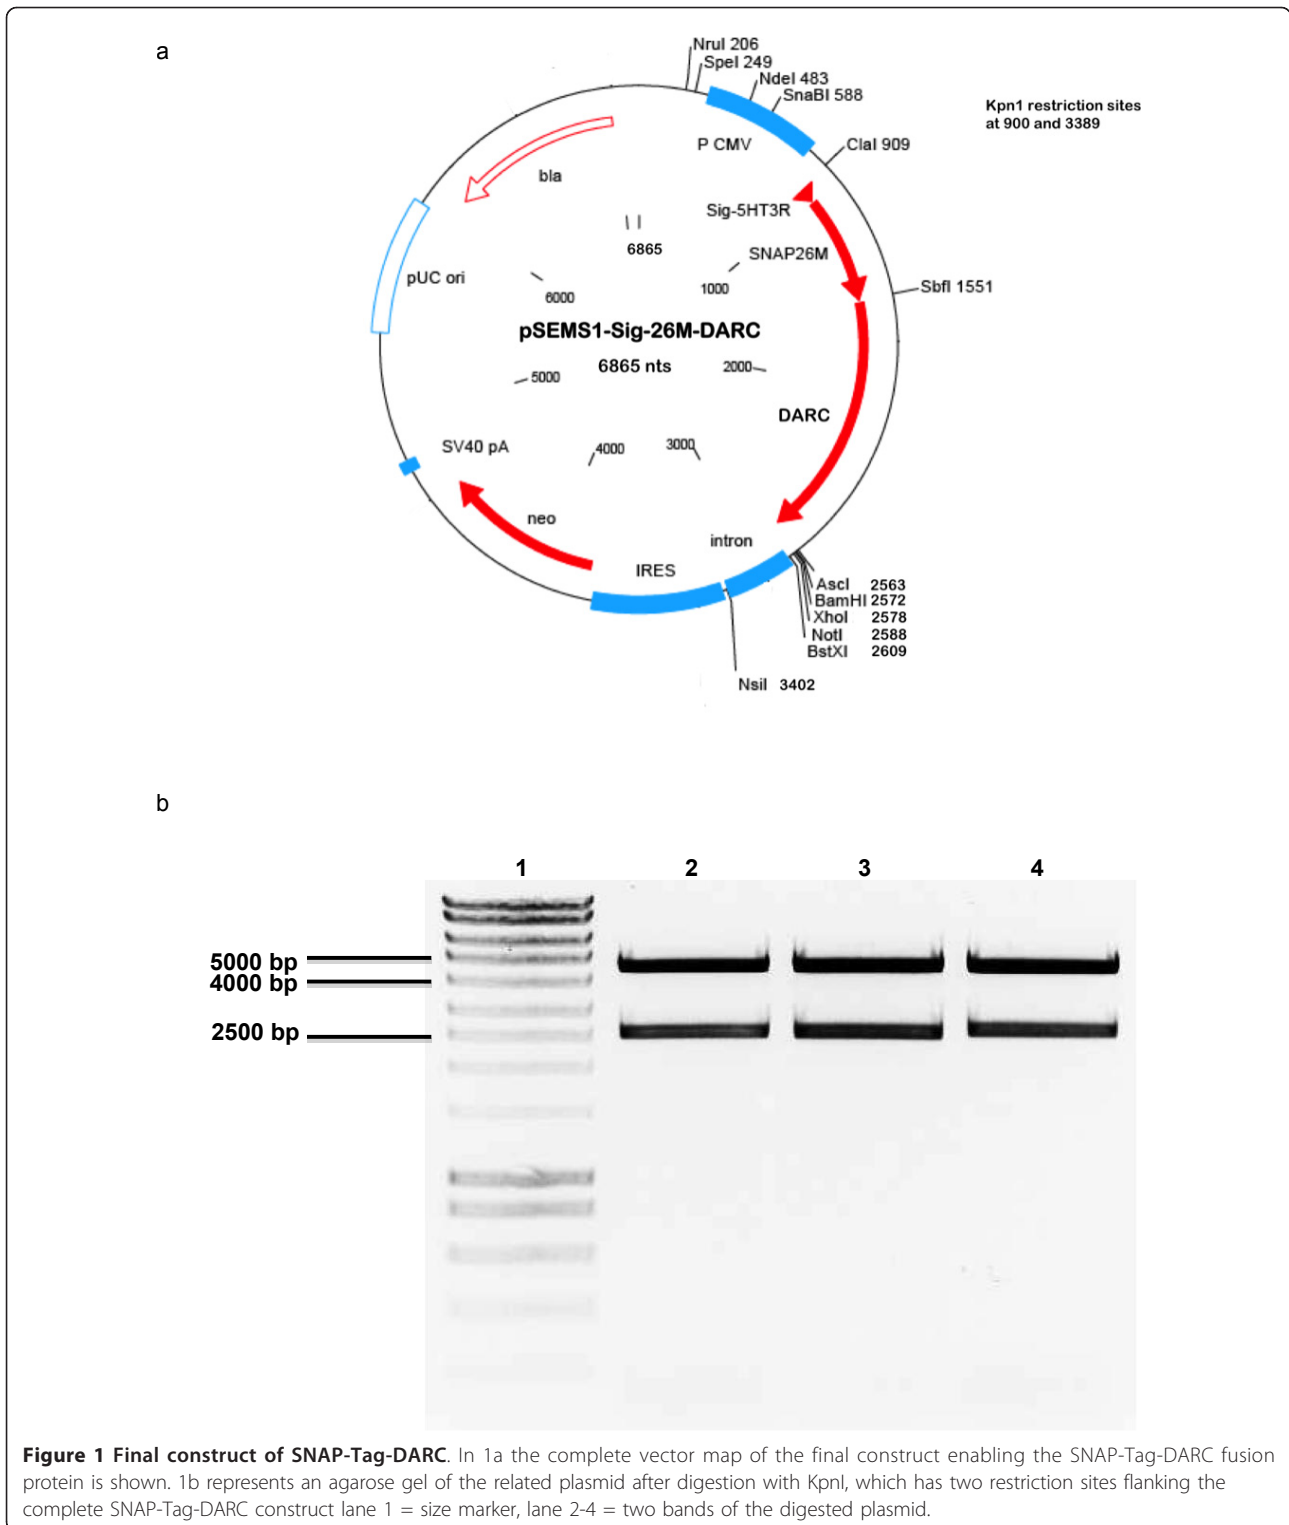 a
NruI 206
SpeI 249
NdeI 483
SnaBI 588
Kpn1 restriction sites
at 900 and 3389
P CMV
ClaI 909
bla
Sig-5HT3R
6865
SNAP26M
pUC ori
6000
1000
SbfI 1551
pSEMS1-Sig-26M-DARC
6865 nts
5000
2000
DARC
SV40 pA
4000
3000
neo
intron
IRES
AscI 2563
BamHI 2572
XhoI 2578
NotI 2588
BstXI 2609
NsiI 3402
b
1 2 3 4
5000 bp
4000 bp
2500 bp
Figure 1 Final construct of SNAP-Tag-DARC. In 1a the complete vector map of the final construct enabling the SNAP-Tag-DARC fusion
protein is shown. 1b represents an agarose gel of the related plasmid after digestion with KpnI, which has two restriction sites flanking the
complete SNAP-Tag-DARC construct lane 1 = size marker, lane 2-4 = two bands of the digested plasmid.